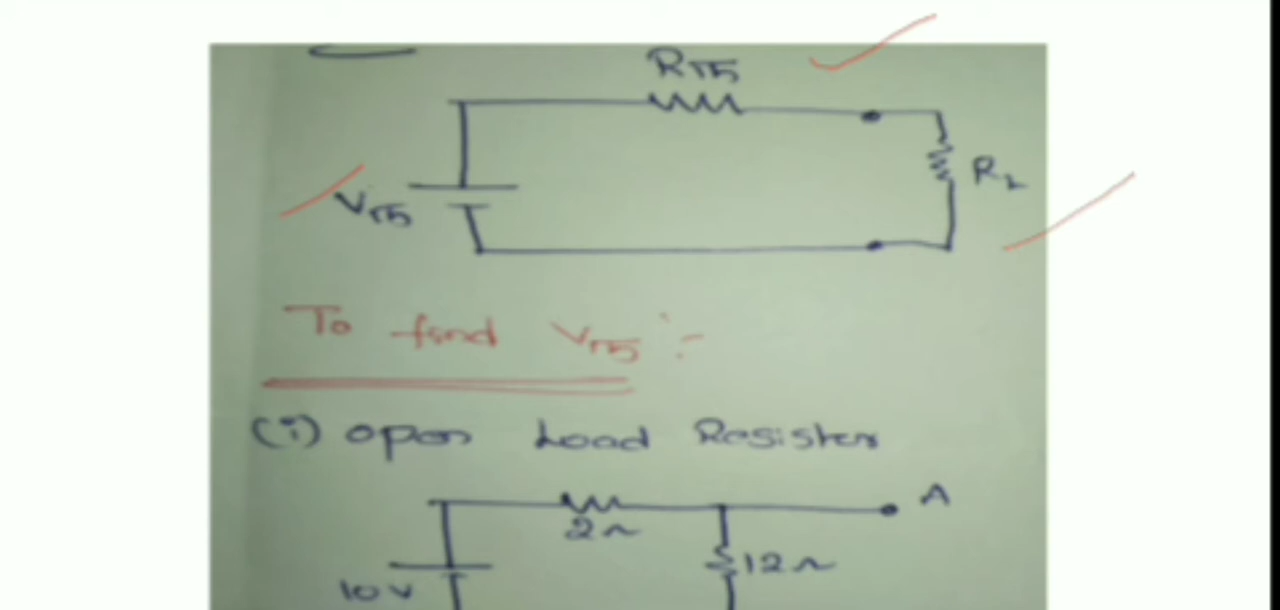 RTh
VTh
RL
To find VTh :-
(i) open Load Resistor
A
2Ω
12Ω
10V